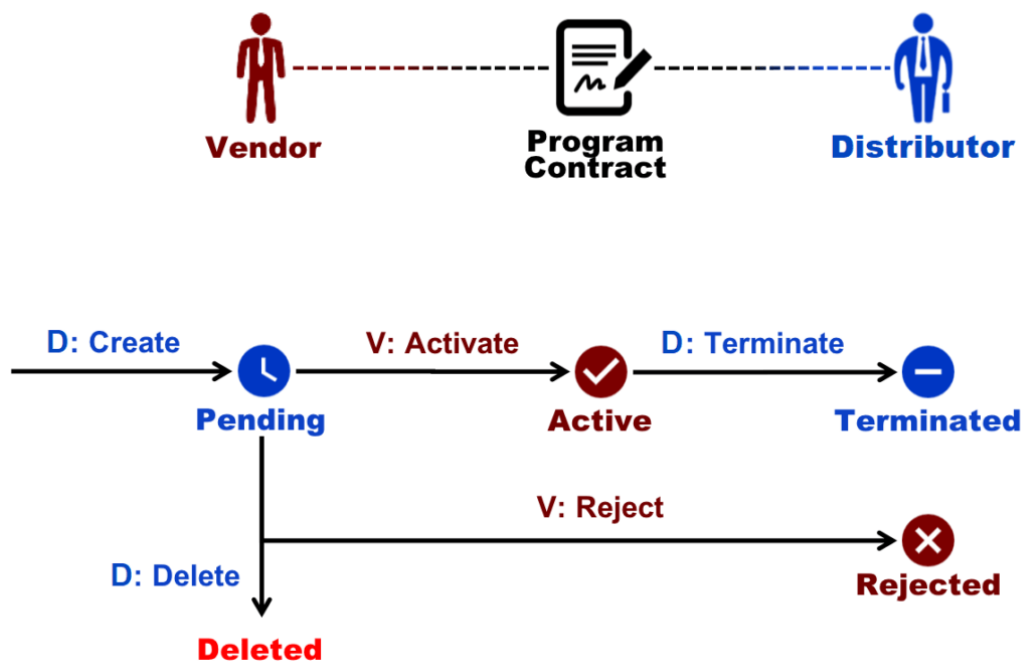 Vendor
Program
Contract
Distributor
D: Create
V: Activate
D: Terminate
Pending
Active
Terminated
V: Reject
D: Delete
Rejected
Deleted